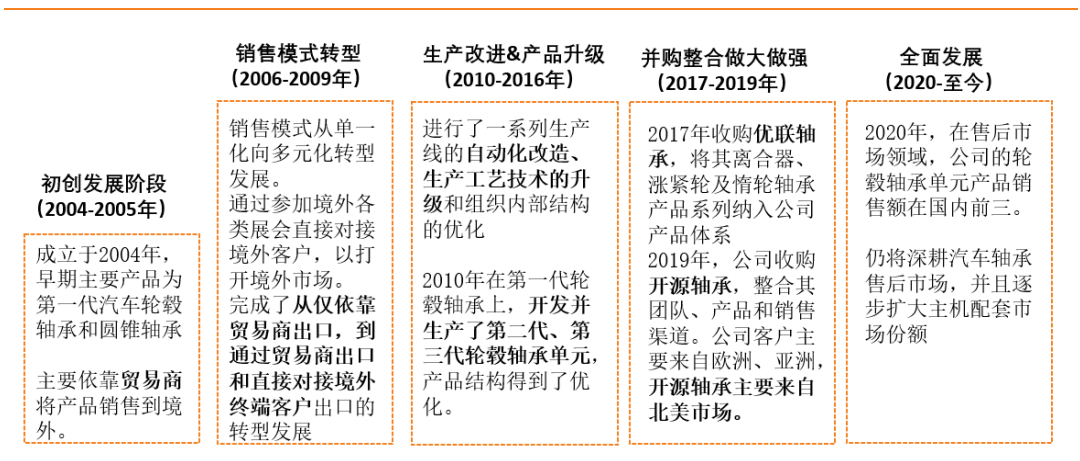 初创发展阶段
(2004-2005年)
成立于2004年，
早期主要产品为
第一代汽车轮毂
轴承和圆锥轴承
主要依靠贸易商
将产品销售到境
外。
销售模式转型
(2006-2009年)
销售模式从单一
化向多元化转型
发展。
通过参加境外各
类展会直接对接
境外客户，以打
开境外市场。
完成了从仅依靠
贸易商出口，到
通过贸易商出口
和直接对接境外
终端客户出口的
转型发展
生产改进&产品升级
(2010-2016年)
进行了一系列生产
线的自动化改造、
生产工艺技术的升
级和组织内部结构
的优化
2010年在第一代轮
毂轴承上，开发并
生产了第二代、第
三代轮毂轴承单元，
产品结构得到了优
化。
并购整合做大做强
(2017-2019年)
2017年收购优联轴
承，将其离合器、
涨紧轮及惰轮轴承
产品系列纳入公司
产品体系
2019年，公司收购
开源轴承，整合其
团队、产品和销售
渠道。公司客户主
要来自欧洲、亚洲，
开源轴承主要来自
北美市场。
全面发展
(2020-至今)
2020年，在售后市
场领域，公司的轮
毂轴承单元产品销
售额在国内前三。
仍将深耕汽车轴承
售后市场，并且逐
步扩大主机配套市
场份额